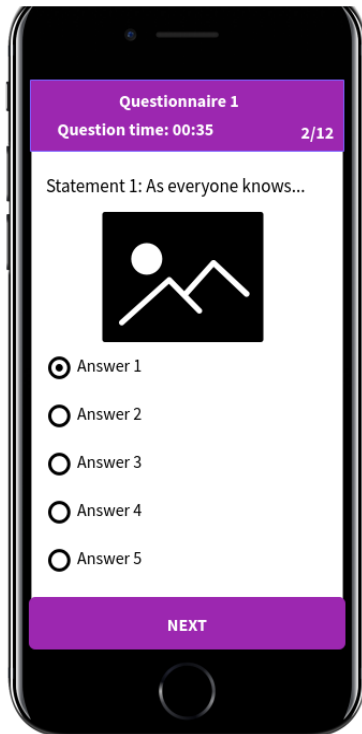 Questionnaire 1
Question time: 00:35
2/12
Statement 1: As everyone knows...
Answer 1
Answer 2
Answer 3
Answer 4
Answer 5
NEXT